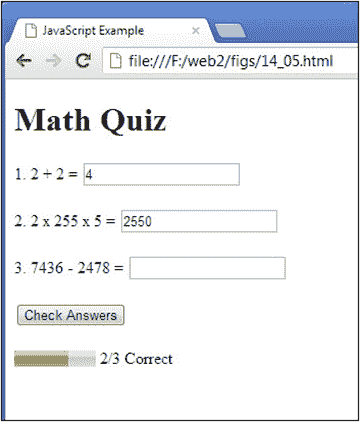 JavaScript Example
file:///F:/web2/figs/14_05.html
Math Quiz
1. 2 + 2 = 4
2. 2 x 255 x 5 = 2550
3. 7436 - 2478 =
Check Answers
2/3 Correct